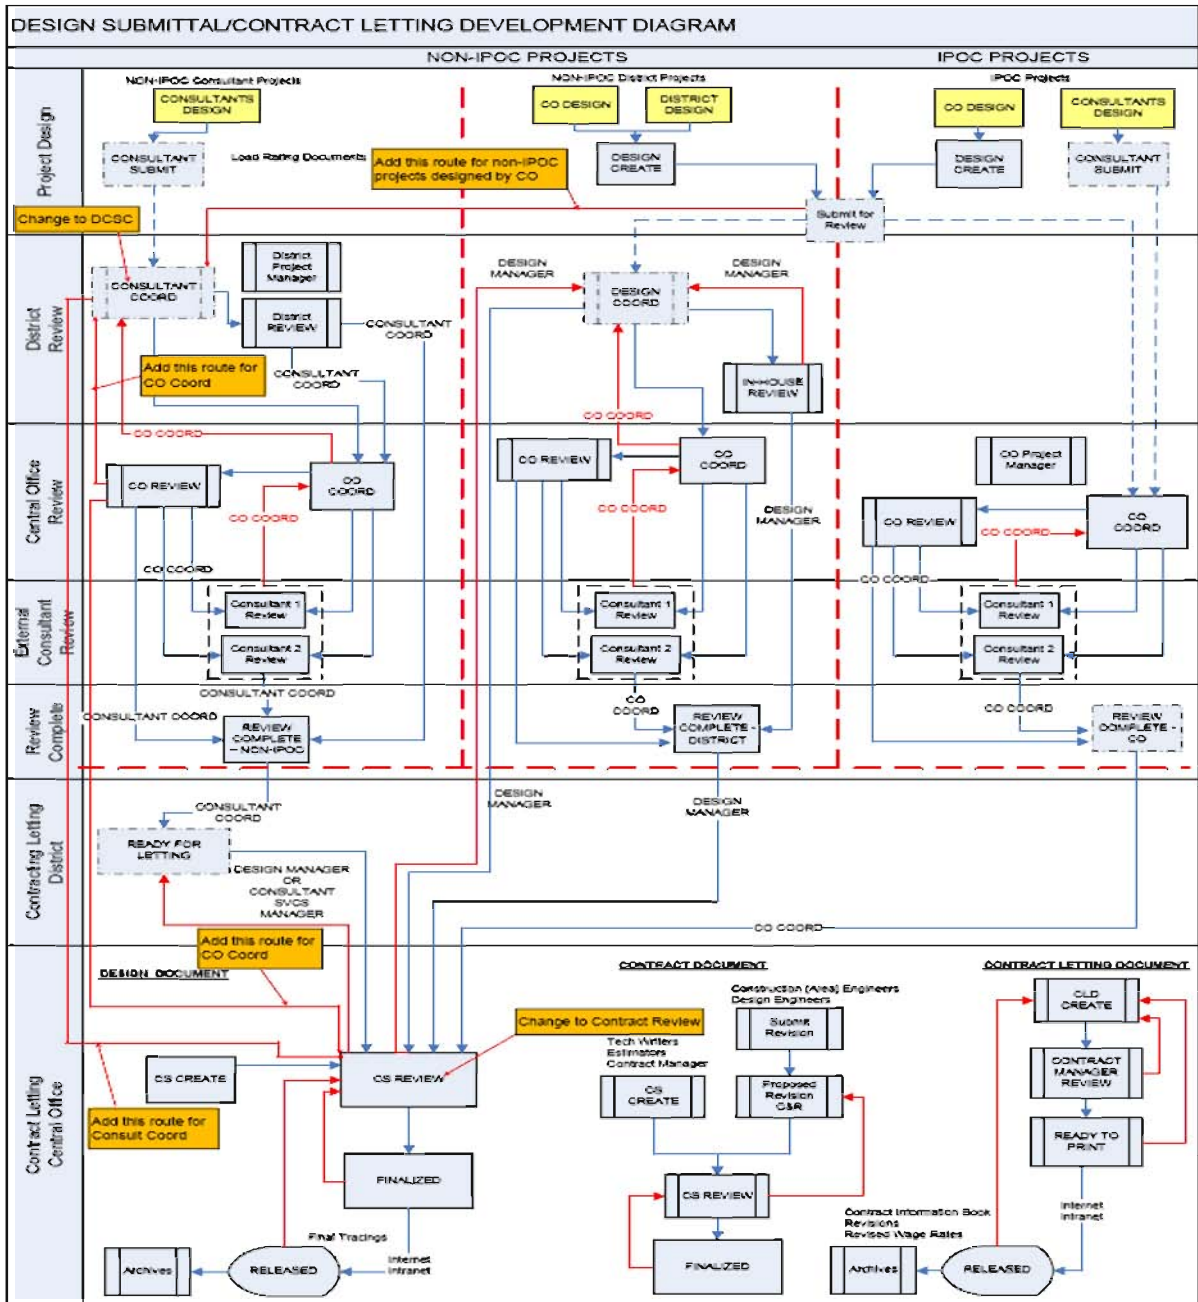 DESIGN SUBMITTAL/CONTRACT LETTING DEVELOPMENT DIAGRAM
NON-IPOC PROJECTS
IPOC PROJECTS
Project Design
NON-IPOC Consultant Projects
CONSULTANTS
DESIGN
CONSULTANT
SUBMIT
Load Rating Documents
Add this route for non-IPOC
projects designed by CO
Change to DCSC
NON-IPOC District Projects
CO DESIGN
DISTRICT
DESIGN
DESIGN
CREATE
Submit for
Review
IPOC Projects
CO DESIGN
CONSULTANTS
DESIGN
DESIGN
CREATE
CONSULTANT
SUBMIT
District
Review
CONSULTANT
COORD
District
Project
Manager
District
REVIEW
CONSULTANT
COORD
CONSULTANT
COORD
Add this route for
CO Coord
DESIGN
MANAGER
DESIGN
MANAGER
DESIGN
COORD
IN-HOUSE
REVIEW
CO COORD
Central Office
Review
CO COORD
CO REVIEW
CO
COORD
CO COORD
CO COORD
CO REVIEW
CO
COORD
CO COORD
DESIGN
MANAGER
CO Project
Manager
CO REVIEW
CO COORD
CO
COORD
CO COORD
External
Consultant
Review
Consultant 1
Review
Consultant 2
Review
Consultant 1
Review
Consultant 2
Review
Consultant 1
Review
Consultant 2
Review
Review
Complete
CONSULTANT COORD
CONSULTANT COORD
REVIEW
COMPLETE
– NON-IPOC
CO
COORD
REVIEW
COMPLETE -
DISTRICT
CO COORD
REVIEW
COMPLETE -
CO
Contracting Letting
District
CONSULTANT
COORD
READY FOR
LETTING
DESIGN MANAGER
OR
CONSULTANT
SVCS
MANAGER
DESIGN
MANAGER
DESIGN
MANAGER
CO COORD
Contract Letting
Central Office
Add this route for
CO Coord
DESIGN DOCUMENT
CS CREATE
Add this route for
Consult Coord
CS REVIEW
Change to Contract Review
FINALIZED
Final Tracings
Internet
Intranet
Archives
RELEASED
CONTRACT DOCUMENT
Construction (Area) Engineers
Design Engineers
Submit
Revision
Tech Writers
Estimators
Contract Manager
CS
CREATE
Proposed
Revision
C&R
CS REVIEW
FINALIZED
CONTRACT LETTING DOCUMENT
CLD
CREATE
CONTRACT
MANAGER
REVIEW
READY TO
PRINT
Internet
Intranet
Contract Information Book
Revisions
Revised Wage Rates
Archives
RELEASED